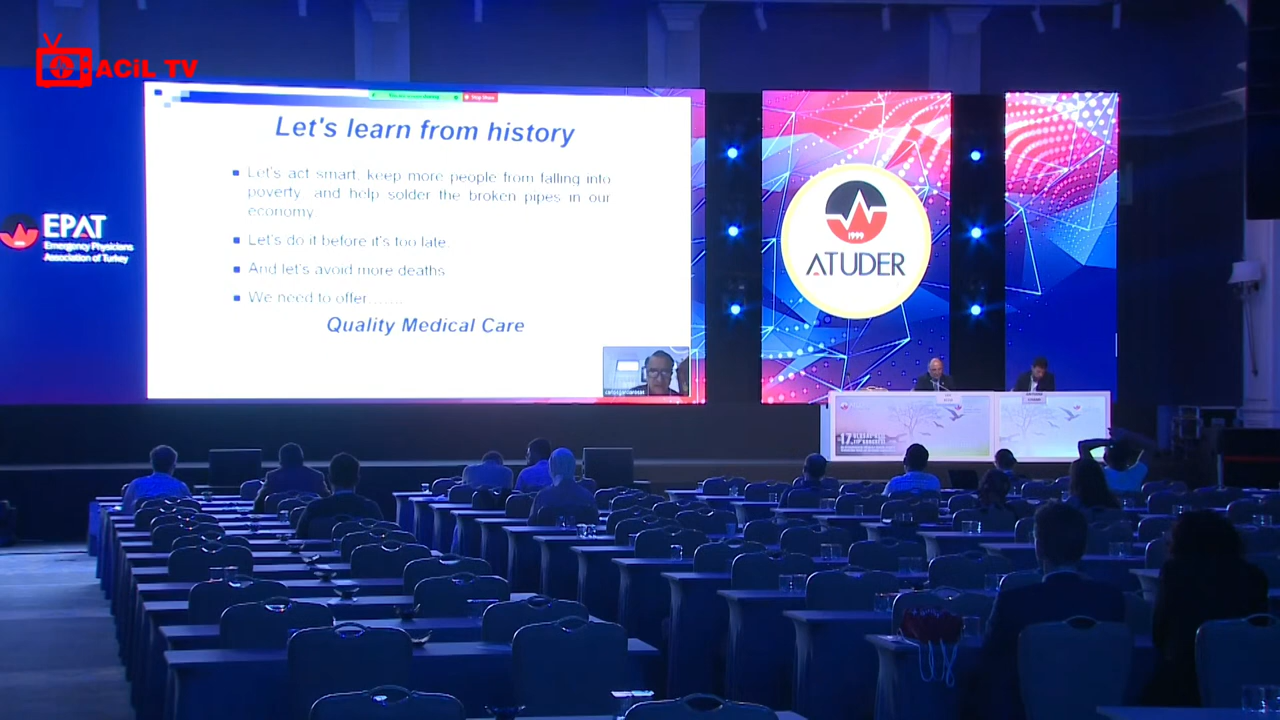 ACİL TV
Let's learn from history
Let's act smart, keep more people from falling into
poverty and help solder the broken pipes in our
economy
Let's do it before it's too late.
And let's avoid more deaths
We need to offer.......
Quality Medical Care
EPAT
Emergency Physicians
Association of Turkey
1999
ATUDER
17.